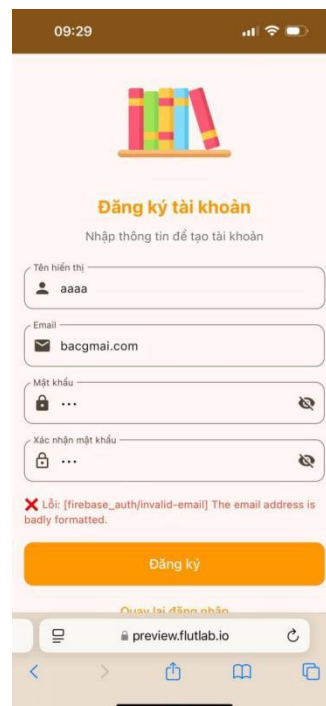 09:29
Đăng ký tài khoản
Nhập thông tin để tạo tài khoản
Tên hiển thị
aaaa
Email
bacgmai.com
Mật khẩu
...
Xác nhận mật khẩu
...
❌ Lỗi: [firebase_auth/invalid-email] The email address is
badly formatted.
Đăng ký
Quay lại đăng nhập
preview.flutlab.io